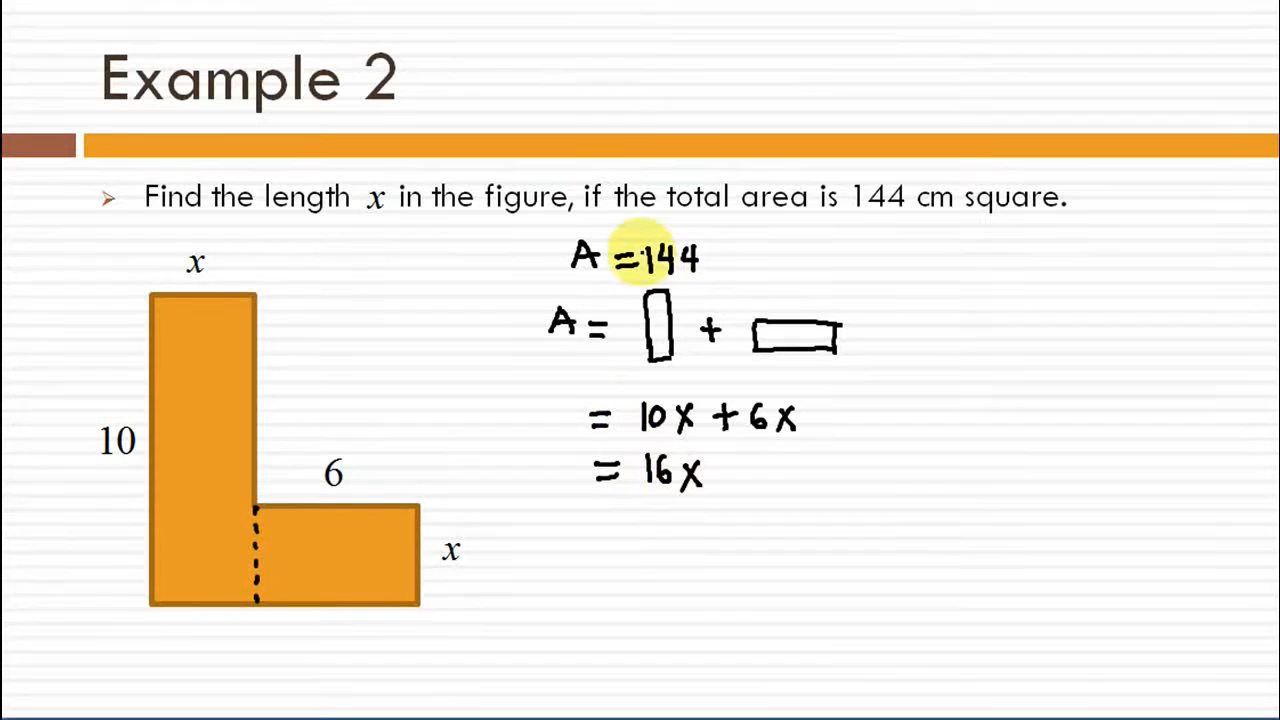 Example 2
Find the length x in the figure, if the total area is 144 cm square.
x
10
6
x
A = 144
A = +
= 10x + 6x
= 16x